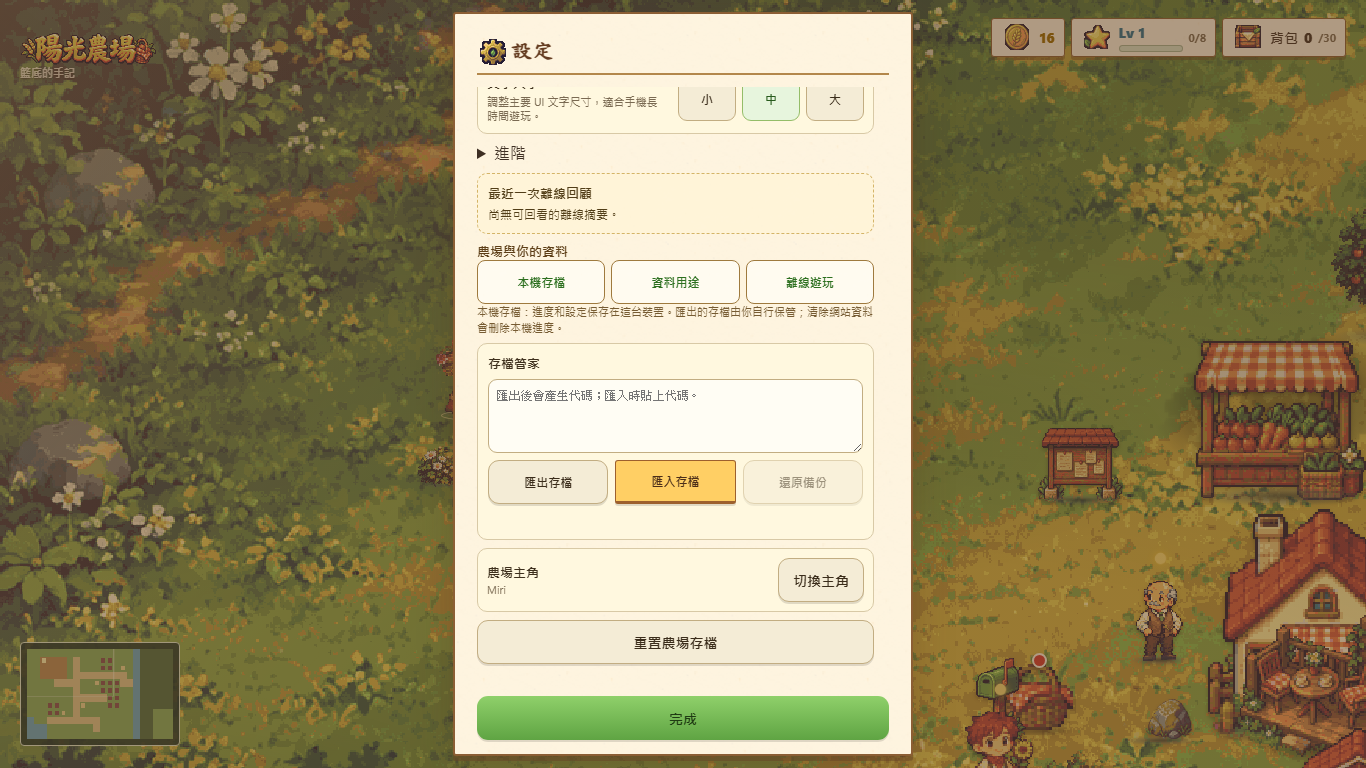 陽光農場
籃底的手記
16
Lv 1
0/8
背包 0 /30
設定
調整主要 UI 文字尺寸，適合手機長
時間遊玩。
小
中
大
▶ 進階
最近一次離線回顧
尚無可回看的離線摘要。
農場與你的資料
本機存檔
資料用途
離線遊玩
本機存檔：進度和設定保存在這台裝置。匯出的存檔由你自行保管；清除網站資料
會刪除本機進度。
存檔管家
匯出後會產生代碼；匯入時貼上代碼。
匯出存檔
匯入存檔
還原備份
農場主角
Miri
切換主角
重置農場存檔
完成